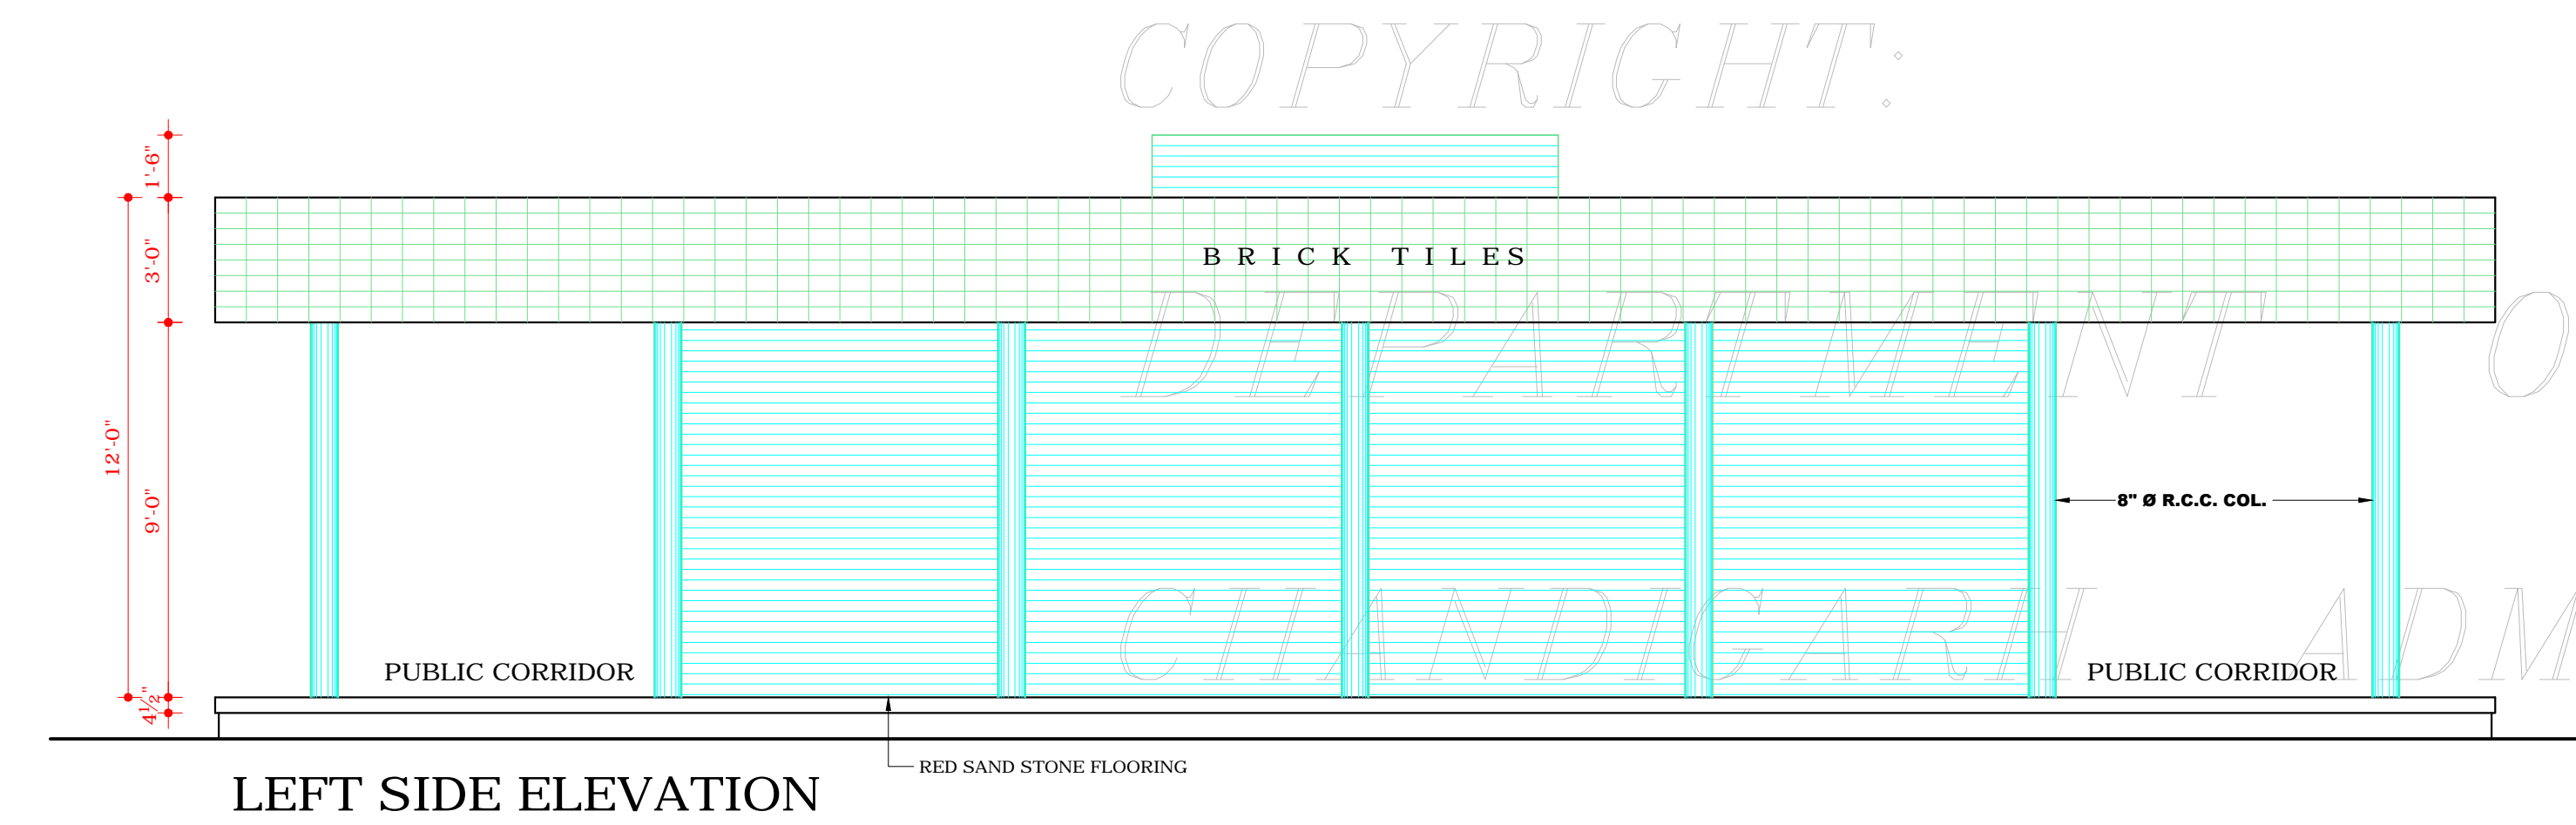 COPYRIGHT:
1'-6"
BRICK TILES
3'-0"
DEPARTMENT
12'-0"
9'-0"
8" Ø R.C.C. COL.
CHANDIGARH
PUBLIC CORRIDOR
PUBLIC CORRIDOR
4½"
RED SAND STONE FLOORING
LEFT SIDE ELEVATION